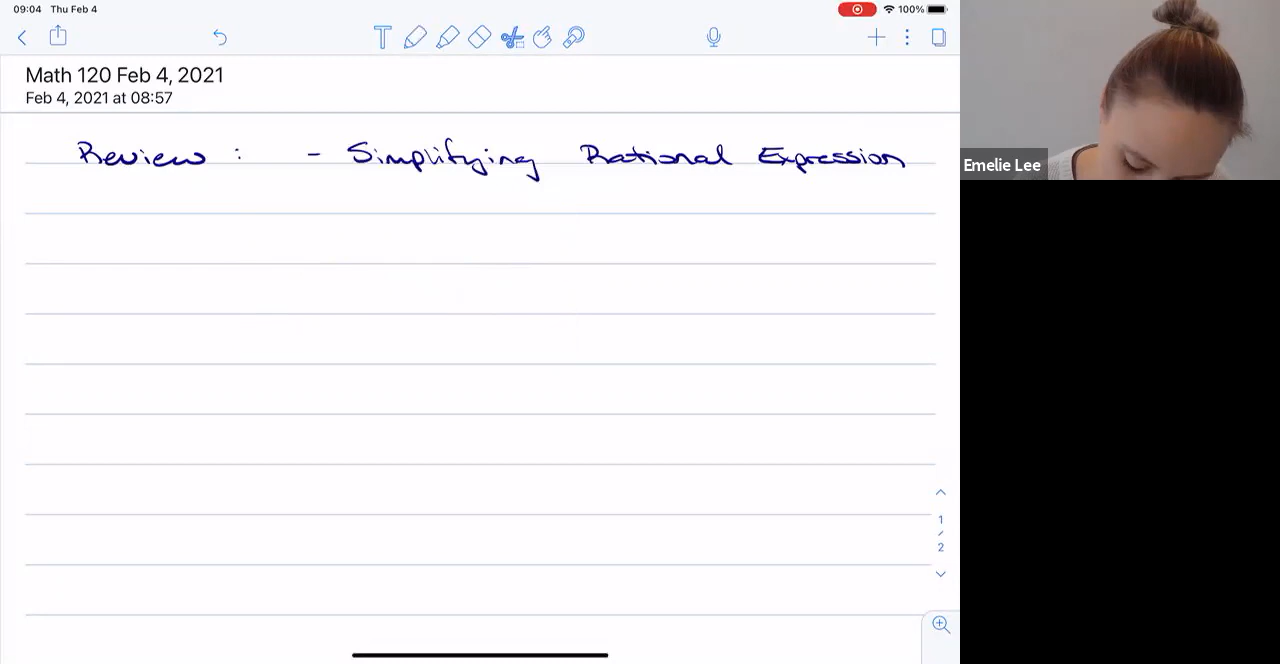 09:04 Thu Feb 4
100%
T
Math 120 Feb 4, 2021
Feb 4, 2021 at 08:57
Review : - Simplifying Rational Expression
Emelie Lee
1
/
2